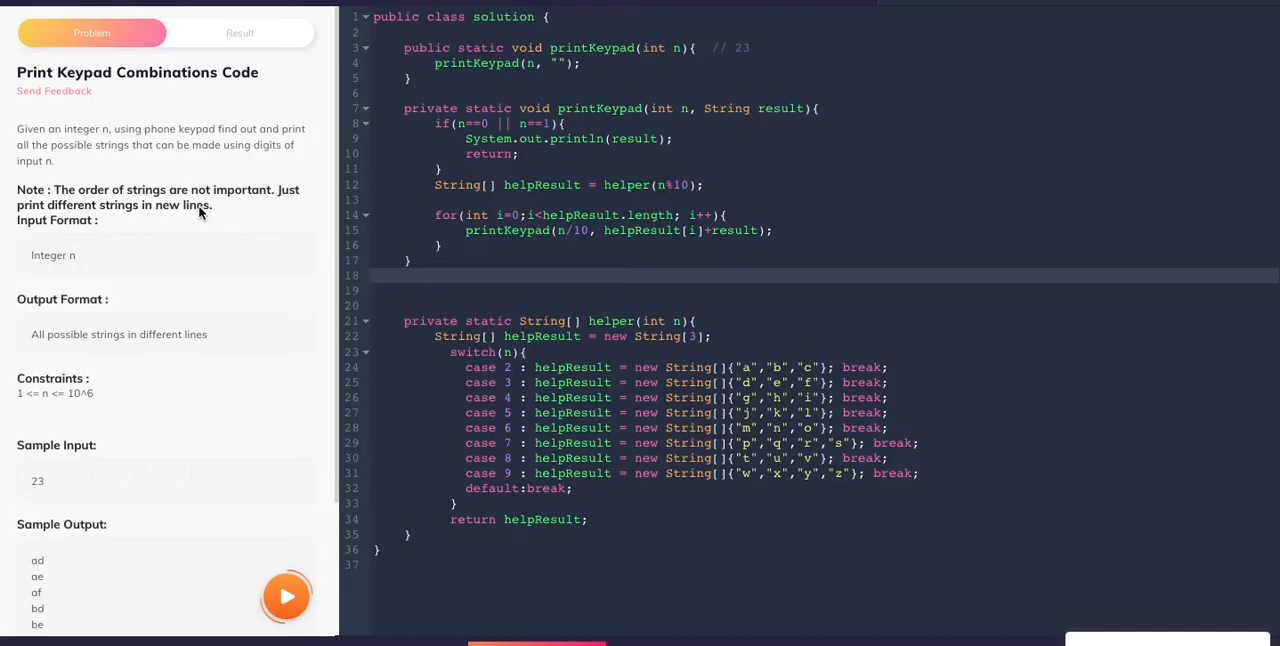 Problem
Result
Print Keypad Combinations Code
Send Feedback
Given an integer n, using phone keypad find out and print
all the possible strings that can be made using digits of
input n.
Note : The order of strings are not important. Just
print different strings in new lines.
Input Format :
Integer n
Output Format :
All possible strings in different lines
Constraints :
1 <= n <= 10^6
Sample Input:
23
Sample Output:
ad
ae
af
bd
be
1 public class solution {
2
3 public static void printKeypad(int n){ // 23
4 printKeypad(n, "");
5 }
6
7 private static void printKeypad(int n, String result){
8 if(n==0 || n==1){
9 System.out.println(result);
10 return;
11 }
12 String[] helpResult = helper(n%10);
13
14 for(int i=0;i<helpResult.length; i++){
15 printKeypad(n/10, helpResult[i]+result);
16 }
17 }
18
19
20
21 private static String[] helper(int n){
22 String[] helpResult = new String[3];
23 switch(n){
24 case 2 : helpResult = new String[]{"a","b","c"}; break;
25 case 3 : helpResult = new String[]{"d","e","f"}; break;
26 case 4 : helpResult = new String[]{"g","h","i"}; break;
27 case 5 : helpResult = new String[]{"j","k","l"}; break;
28 case 6 : helpResult = new String[]{"m","n","o"}; break;
29 case 7 : helpResult = new String[]{"p","q","r","s"}; break;
30 case 8 : helpResult = new String[]{"t","u","v"}; break;
31 case 9 : helpResult = new String[]{"w","x","y","z"}; break;
32 default:break;
33 }
34 return helpResult;
35 }
36 }
37